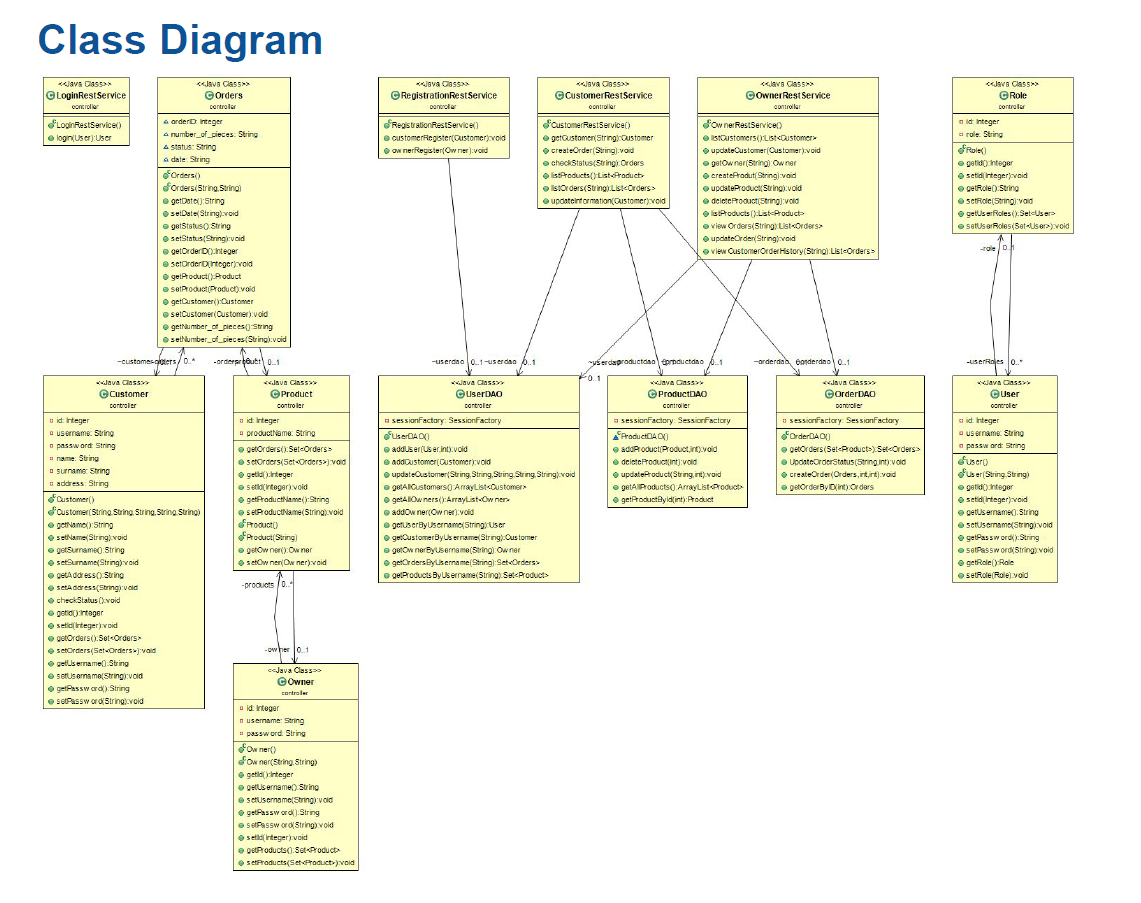 Class Diagram
<<Java Class>>
LoginRestService
controller
LoginRestService()
login(User):User
<<Java Class>>
Orders
controller
orderID: Integer
number_of_pieces: String
status: String
date: String
Orders()
Orders(String,String)
getDate():String
setDate(String):void
getStatus():String
setStatus(String):void
getOrderID():Integer
setOrderID(Integer):void
getProduct():Product
setProduct(Product):void
getCustomer():Customer
setCustomer(Customer):void
getNumber_of_pieces():String
setNumber_of_pieces(String):void
<<Java Class>>
RegistrationRestService
controller
RegistrationRestService()
customerRegister(Customer):void
ownerRegister(Owner):void
<<Java Class>>
CustomerRestService
controller
CustomerRestService()
getCustomer(String):Customer
createOrder(String):void
checkStatus(String):Orders
listProducts():List<Product>
listOrders(String):List<Orders>
updateInformation(Customer):void
<<Java Class>>
OwnerRestService
controller
OwnerRestService()
listCustomers():List<Customer>
updateCustomer(Customer):void
getOwner(String):Owner
createProdut(String):void
updateProduct(String):void
deleteProduct(String):void
listProducts():List<Product>
viewOrders(String):List<Orders>
updateOrder(String):void
viewCustomerOrderHistory(String):List<Orders>
<<Java Class>>
Role
controller
id: Integer
role: String
Role()
getId():Integer
setId(Integer):void
getRole():String
setRole(String):void
getUserRoles():Set<User>
setUserRoles(Set<User>):void
-role 0..1
0..*
0..1
~userdao 0..1
~userdao 0..1
~userdao
0..1
~orderdao
0..1
-userRoles 0..*
<<Java Class>>
Customer
controller
id: Integer
username: String
password: String
name: String
surname: String
address: String
Customer()
Customer(String,String,String,String,String)
getName():String
setName(String):void
getSurname():String
setSurname(String):void
getAddress():String
setAddress(String):void
checkStatus():void
getId():Integer
setId(Integer):void
getOrders():Set<Orders>
setOrders(Set<Orders>):void
getUsername():String
setUsername(String):void
getPassword():String
setPassword(String):void
<<Java Class>>
Product
controller
id: Integer
productName: String
getOrders():Set<Orders>
setOrders(Set<Orders>):void
getId():Integer
setId(Integer):void
getProductName():String
setProductName(String):void
Product()
Product(String)
getOwner():Owner
setOwner(Owner):void
-products 0..*
-owner 0..1
<<Java Class>>
Owner
controller
id: Integer
username: String
password: String
Owner()
Owner(String,String)
getId():Integer
getUsername():String
setUsername(String):void
getPassword():String
setPassword(String):void
setId(Integer):void
getProducts():Set<Product>
setProducts(Set<Product>):void
<<Java Class>>
UserDAO
controller
sessionFactory: SessionFactory
UserDAO()
addUser(User,int):void
addCustomer(Customer):void
updateCustomer(String,String,String,String,String):void
getAllCustomers():ArrayList<Customer>
getAllOwners():ArrayList<Owner>
addOwner(Owner):void
getUserByUsername(String):User
getCustomerByUsername(String):Customer
getOwnerByUsername(String):Owner
getOrdersByUsername(String):Set<Orders>
getProductsByUsername(String):Set<Product>
<<Java Class>>
ProductDAO
controller
sessionFactory: SessionFactory
ProductDAO()
addProduct(Product,int):void
deleteProduct(int):void
updateProduct(String,int):void
getAllProducts():ArrayList<Product>
getProductById(int):Product
<<Java Class>>
OrderDAO
controller
sessionFactory: SessionFactory
OrderDAO()
getOrders(Set<Product>):Set<Orders>
UpdateOrderStatus(String,int):void
createOrder(Orders,int,int):void
getOrderByID(int):Orders
<<Java Class>>
User
controller
id: Integer
username: String
password: String
User()
User(String,String)
getId():Integer
setId(Integer):void
getUsername():String
setUsername(String):void
getPassword():String
setPassword(String):void
getRole():Role
setRole(Role):void